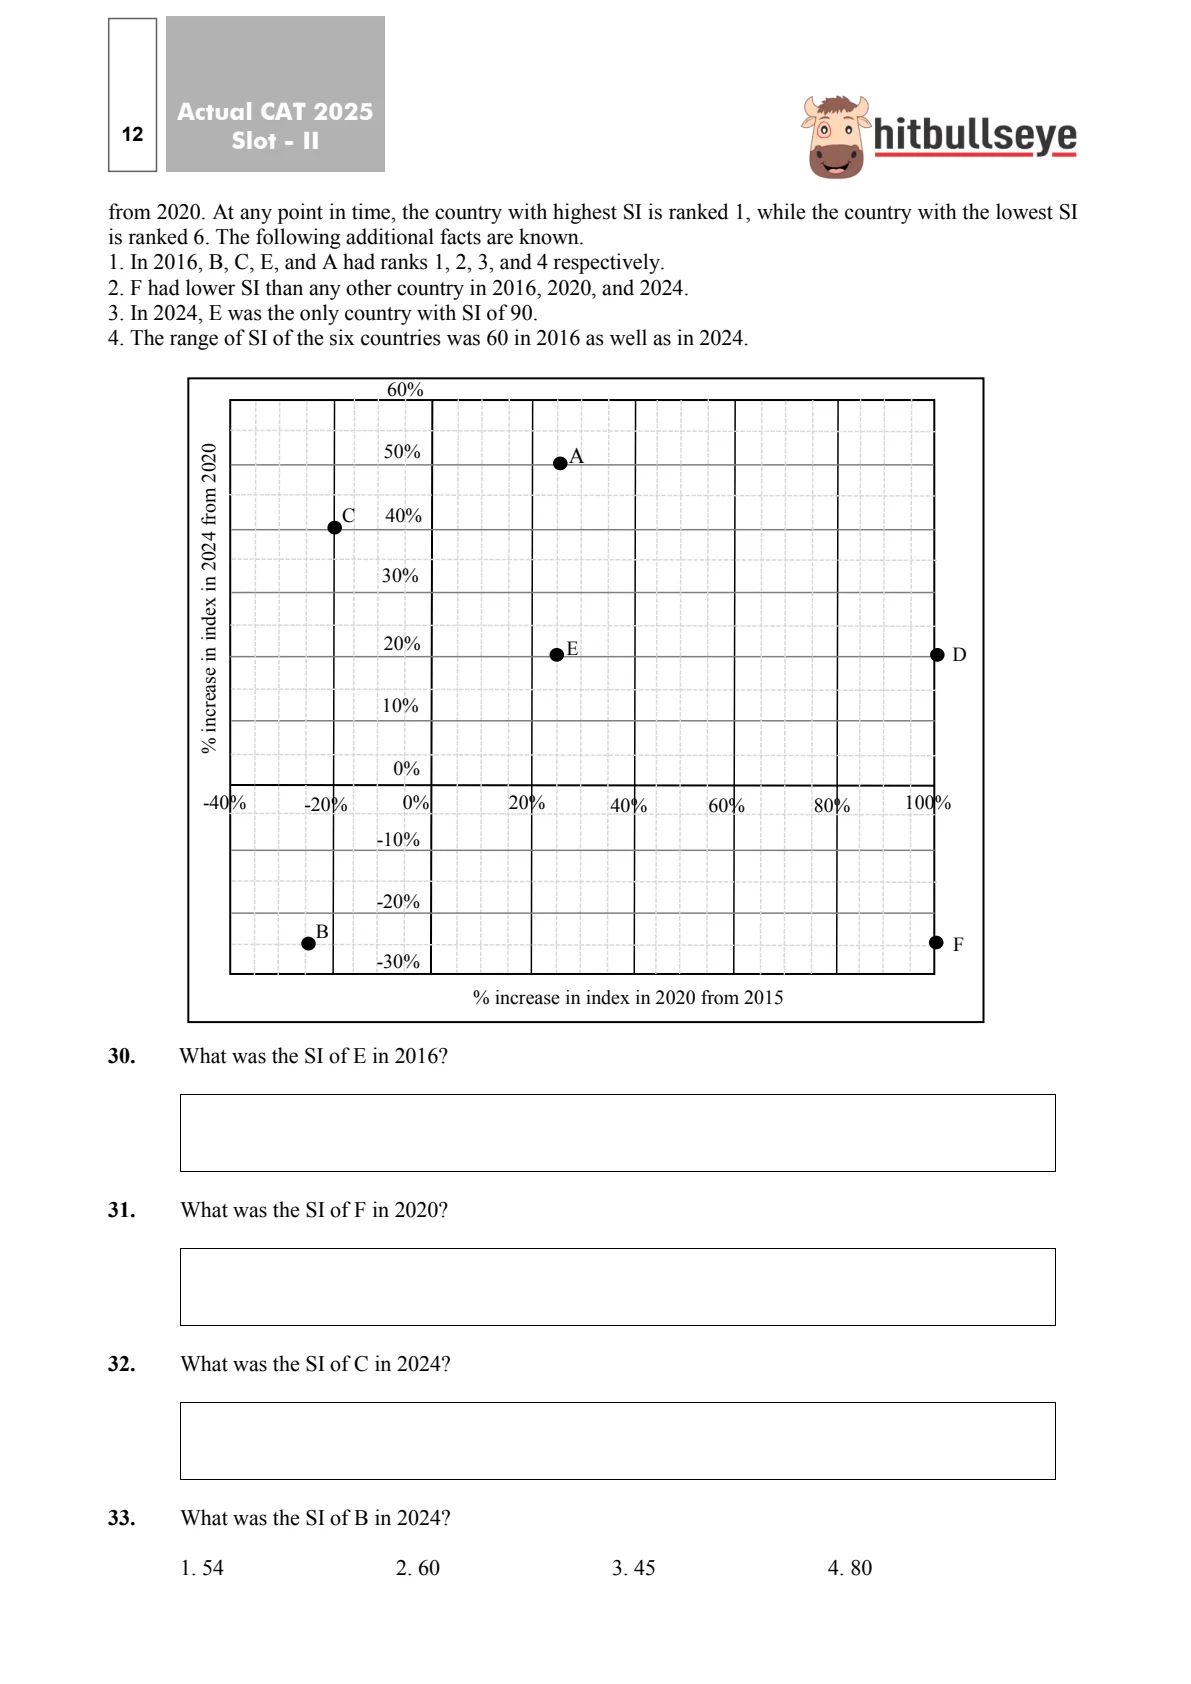 12
Actual CAT 2025
Slot - II
hitbullseye
from 2020. At any point in time, the country with highest SI is ranked 1, while the country with the lowest SI
is ranked 6. The following additional facts are known.
1. In 2016, B, C, E, and A had ranks 1, 2, 3, and 4 respectively.
2. F had lower SI than any other country in 2016, 2020, and 2024.
3. In 2024, E was the only country with SI of 90.
4. The range of SI of the six countries was 60 in 2016 as well as in 2024.
% increase in index in 2024 from 2020
60%
50%
A
C
40%
30%
20%
E
D
10%
0%
-40%
-20%
0%
20%
40%
60%
80%
100%
-10%
-20%
B
F
-30%
% increase in index in 2020 from 2015
30. What was the SI of E in 2016?
31. What was the SI of F in 2020?
32. What was the SI of C in 2024?
33. What was the SI of B in 2024?
1. 54 2. 60 3. 45 4. 80